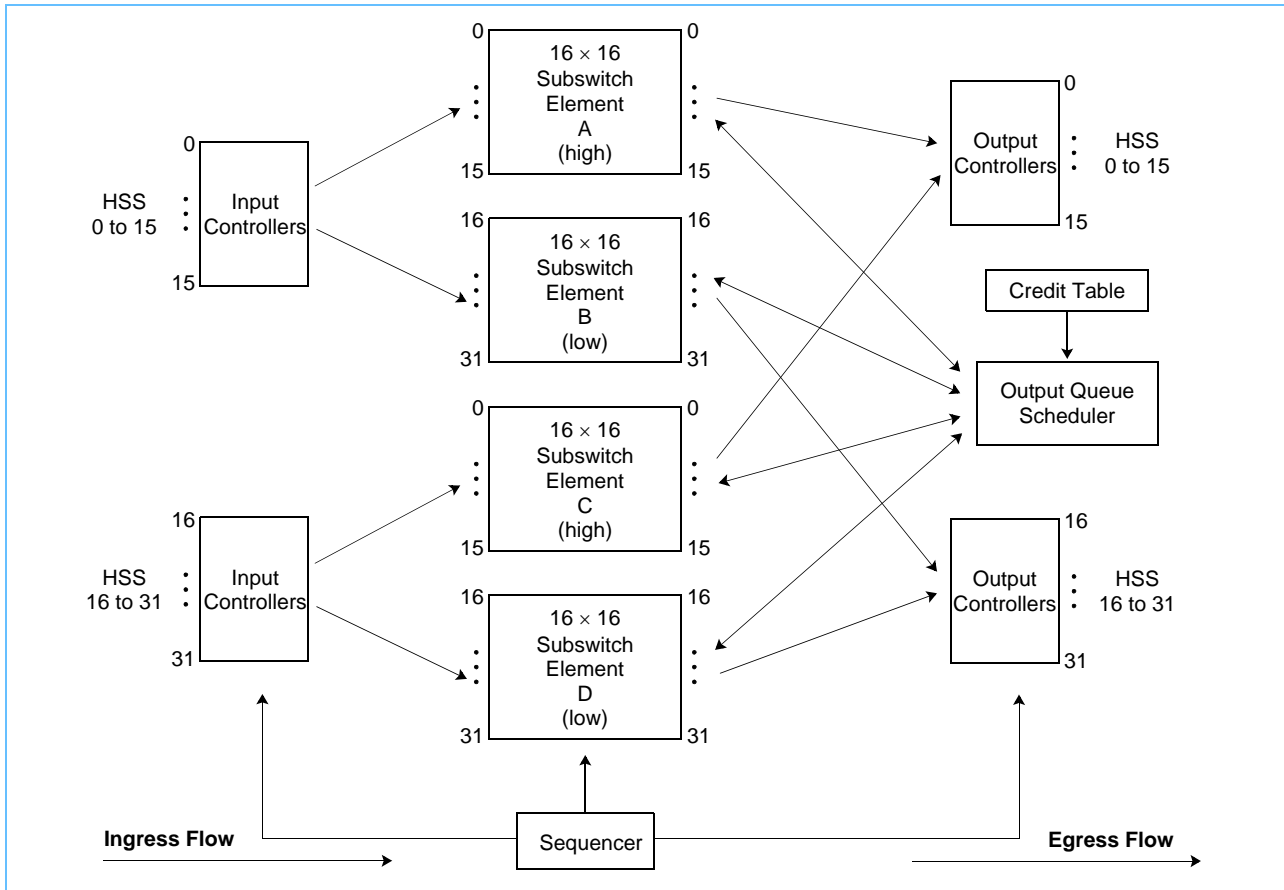 0
0
16 × 16
Subswitch
Element
A
(high)
15
15
0
HSS
0 to 15
Input
Controllers
15
16
16
16 × 16
Subswitch
Element
B
(low)
31
31
0
Output
Controllers
HSS
0 to 15
15
Credit Table
Output Queue
Scheduler
0
0
16 × 16
Subswitch
Element
C
(high)
15
15
16
HSS
16 to 31
Input
Controllers
31
16
16
16 × 16
Subswitch
Element
D
(low)
31
31
16
Output
Controllers
HSS
16 to 31
31
Ingress Flow
Sequencer
Egress Flow